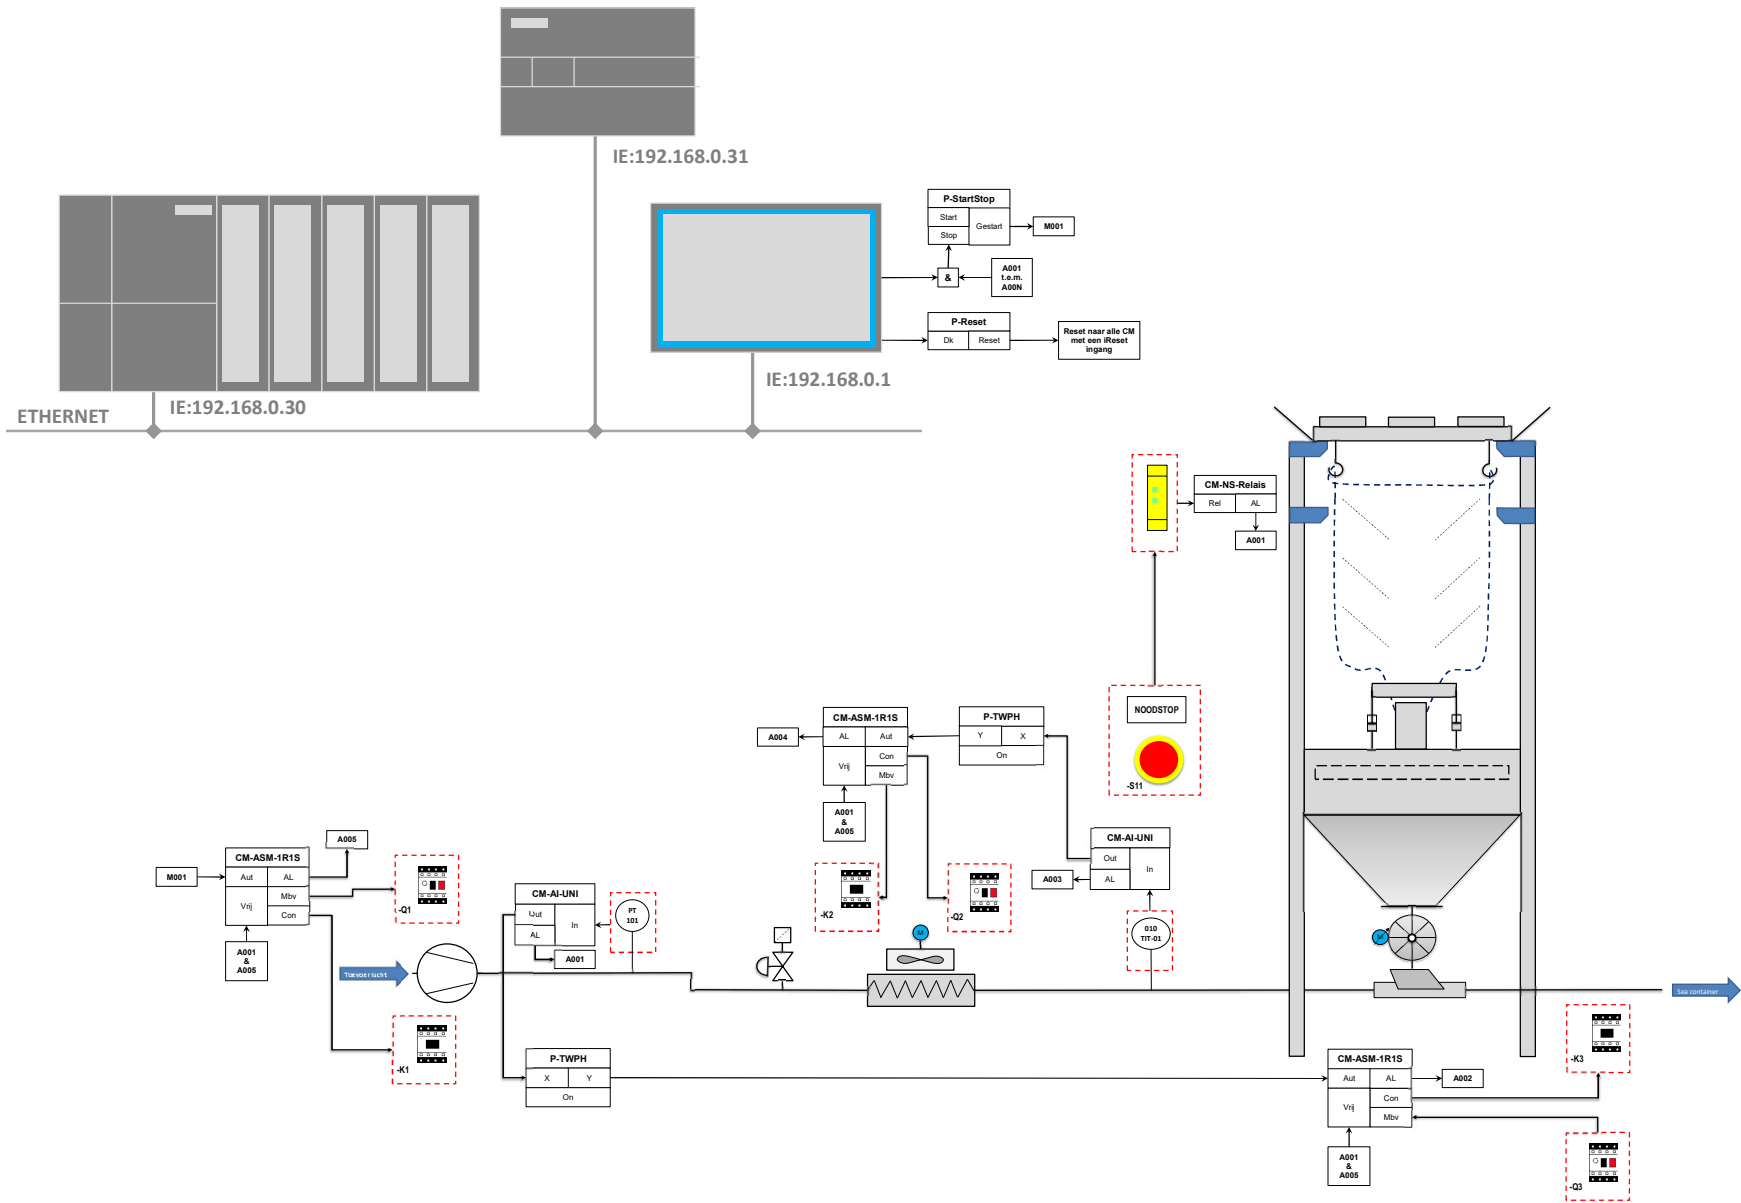 IE:192.168.0.31
P-StartStop
Start
Stop
Gestart
M001
&
A001
t.e.m.
A00N
P-Reset
Dk
Reset
Reset naar alle CM
met een iReset
ingang
IE:192.168.0.1
IE:192.168.0.30
ETHERNET
CM-NS-Relais
Rel
AL
A001
NOODSTOP
-S11
CM-ASM-1R1S
AL
Aut
Vrij
Con
Mbv
A004
A001
&
A005
P-TWPH
Y
X
On
CM-AI-UNI
Out
AL
In
A003
010
TIT-01
-K2
-Q2
M
A005
CM-ASM-1R1S
Aut
AL
Vrij
Mbv
Con
M001
A001
&
A005
-Q1
-K1
CM-AI-UNI
Out
AL
In
A001
PT
101
Toevoer lucht
M
Sea container
P-TWPH
X
Y
On
CM-ASM-1R1S
Aut
AL
Vrij
Con
Mbv
A002
A001
&
A005
-K3
-Q3